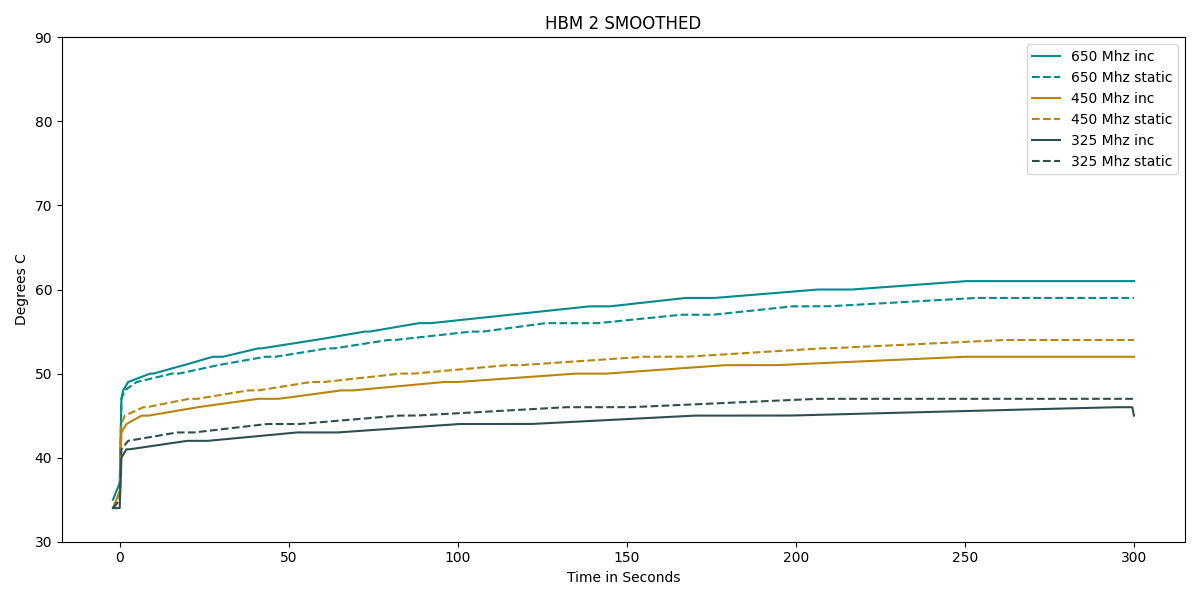 HBM 2 SMOOTHED
90
80
70
60
50
40
30
Degrees C
650 Mhz inc
650 Mhz static
450 Mhz inc
450 Mhz static
325 Mhz inc
325 Mhz static
0 50 100 150 200 250 300
Time in Seconds